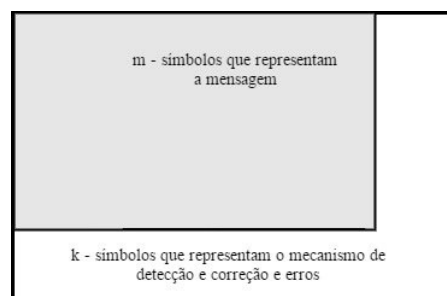 m - símbolos que representam
a mensagem
k - símbolos que representam o mecanismo de
detecção e correção e erros